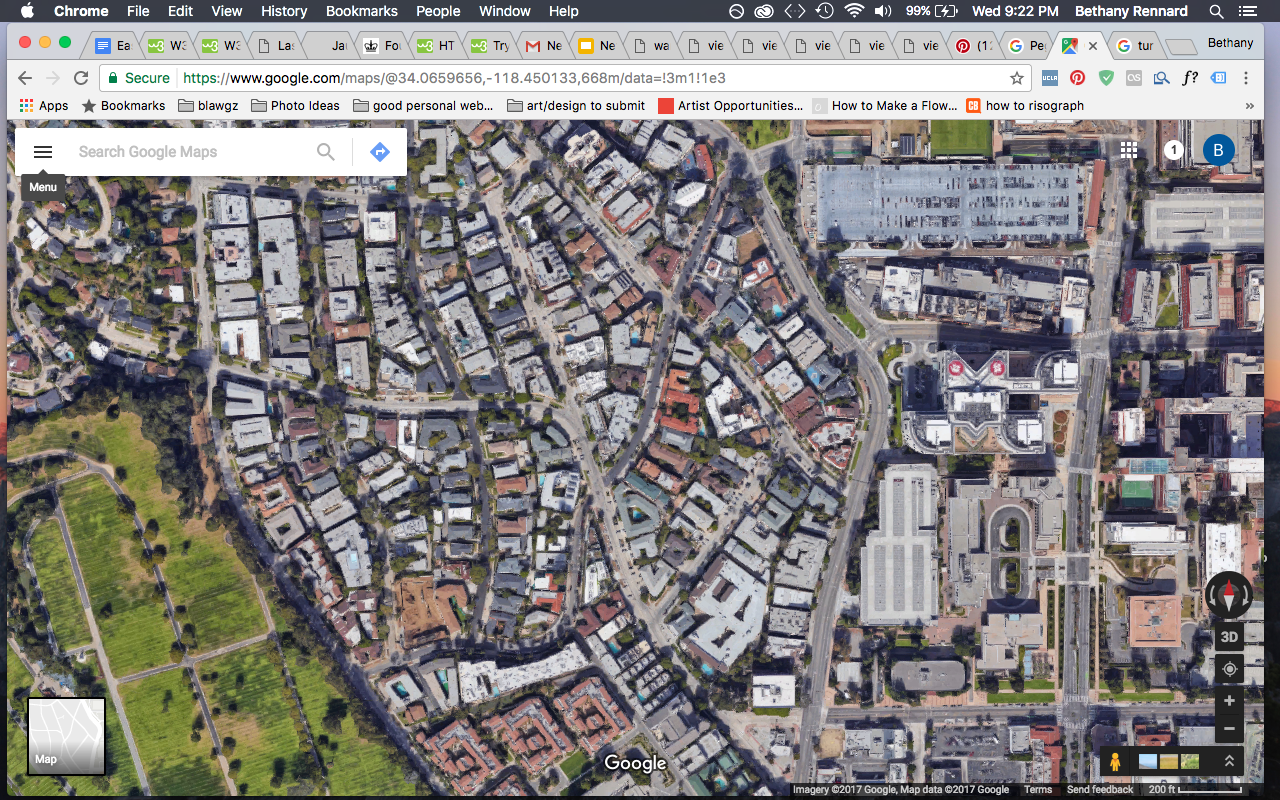 Chrome File Edit View History Bookmarks People Window Help 99% Wed 9:22 PM Bethany Rennard
Ea W3 W3 Las Jar Fo HT Try Ne Ne wa vie vie vie vie vie (1 Pe tur Bethany
Secure https://www.google.com/maps/@34.0659656,-118.450133,668m/data=!3m1!1e3
Apps Bookmarks blawgz Photo Ideas good personal web... art/design to submit Artist Opportunities... How to Make a Flow... how to risograph »
Search Google Maps 1 B
Menu
3D
Map
Google
Imagery ©2017 Google, Map data ©2017 Google Terms Send feedback 200 ft